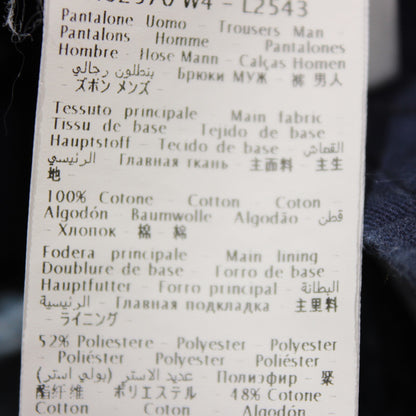 W4 - L2543
Pantalone Uomo - Trousers Man
Pantalons Homme - Pantalones
Hombre - Hose Mann - Calças Homen
بنطلون رجالي - Брюки МУЖ - 裤 男人
- ズボン メンズ -
Tessuto principale - Main fabric
Tissu de base - Tejido de base
Hauptstoff - Tecido de base - القماش
الرئيسي - Главная ткань - 主面料 - 主生
地
100% Cotone - Cotton - Coton
Algodón - Baumwolle - Algodão - قطن
- Хлопок - 棉 - 綿
Fodera principale - Main lining
Doublure de base - Forro de base
Hauptfutter - Forro principal - البطانة
الرئيسية - Главная подкладка - 主里料
- ライニング -
52% Poliestere - Polyester - Polyester
Poliéster - Polyester - Poliéster
عديد الاستر (بولي استر) - Полиэфир - 聚
酯纤维 - ポリエステル - 48% Cotone
Cotton - Coton - Algodón